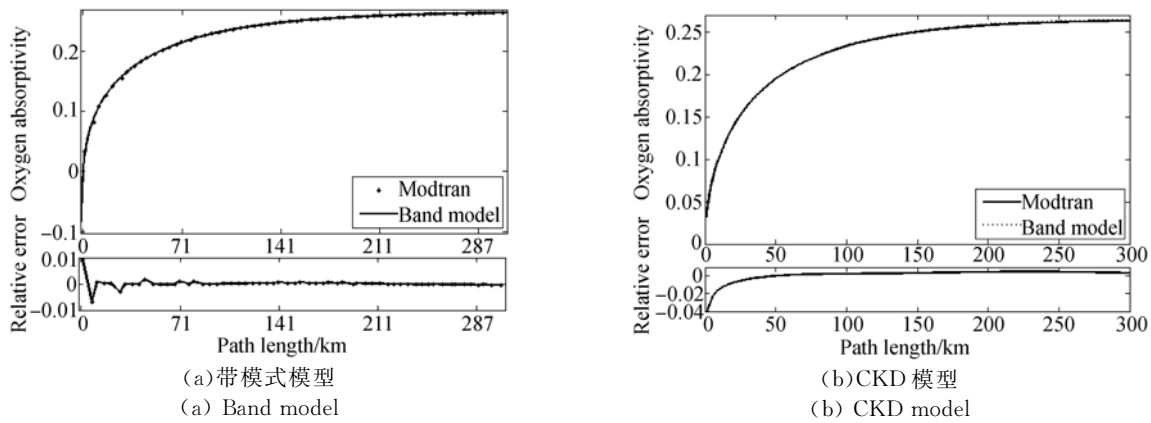 Oxygen absorptivity
0.2
0.1
0
-0.1
Modtran
Band model
0 71 141 211 287
Relative error
0.01
0
-0.01
0 71 141 211 287
Path length/km
(a)带模式模型
(a) Band model
Oxygen absorptivity
0.25
0.2
0.15
0.1
0.05
0
Modtran
Band model
0 50 100 150 200 250 300
Relative error
0
-0.02
-0.04
0 50 100 150 200 250 300
Path length/km
(b)CKD 模型
(b) CKD model